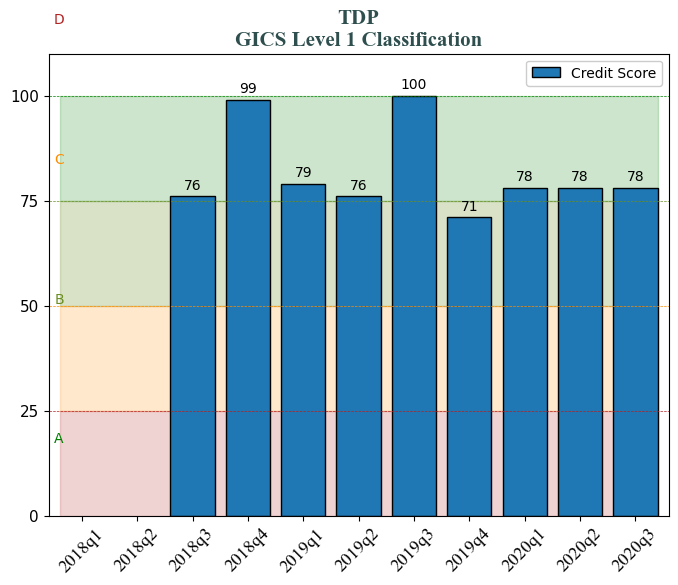 D
TDP
GICS Level 1 Classification
Credit Score
100
99
100
C
76
79
76
71
78
78
78
75
B
50
25
A
0
2018q1
2018q2
2018q3
2018q4
2019q1
2019q2
2019q3
2019q4
2020q1
2020q2
2020q3